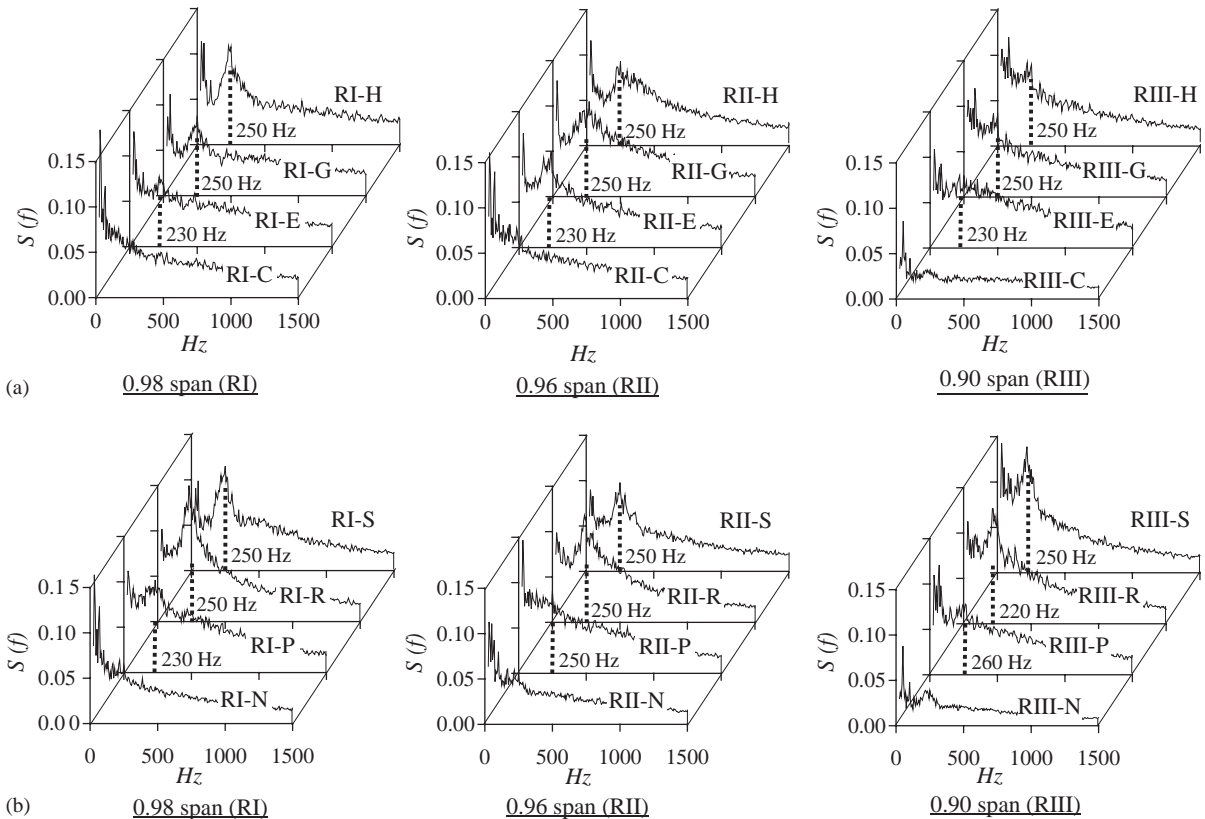 RI-H
250 Hz
RI-G
250 Hz
RI-E
230 Hz
RI-C
0.15
0.10
0.05
0.00
S (f)
0 500 1000 1500
Hz
RII-H
250 Hz
RII-G
250 Hz
RII-E
230 Hz
RII-C
0.15
0.10
0.05
0.00
S (f)
0 500 1000 1500
Hz
RIII-H
250 Hz
RIII-G
250 Hz
RIII-E
230 Hz
RIII-C
0.15
0.10
0.05
0.00
S (f)
0 500 1000 1500
Hz
(a)
0.98 span (RI)
0.96 span (RII)
0.90 span (RIII)
RI-S
250 Hz
RI-R
250 Hz
RI-P
230 Hz
RI-N
0.15
0.10
0.05
0.0 0
S (f)
0 500 1000 1500
Hz
RII-S
250 Hz
RII-R
250 Hz
RII-P
250 Hz
RII-N
0.15
0.10
0.05
0.00
S (f)
0 500 1000 1500
Hz
RIII-S
250 Hz
RIII-R
220 Hz
RIII-P
260 Hz
RIII-N
0.15
0.10
0.05
0.00
S (f)
0 500 1000 1500
Hz
(b)
0.98 span (RI)
0.96 span (RII)
0.90 span (RIII)